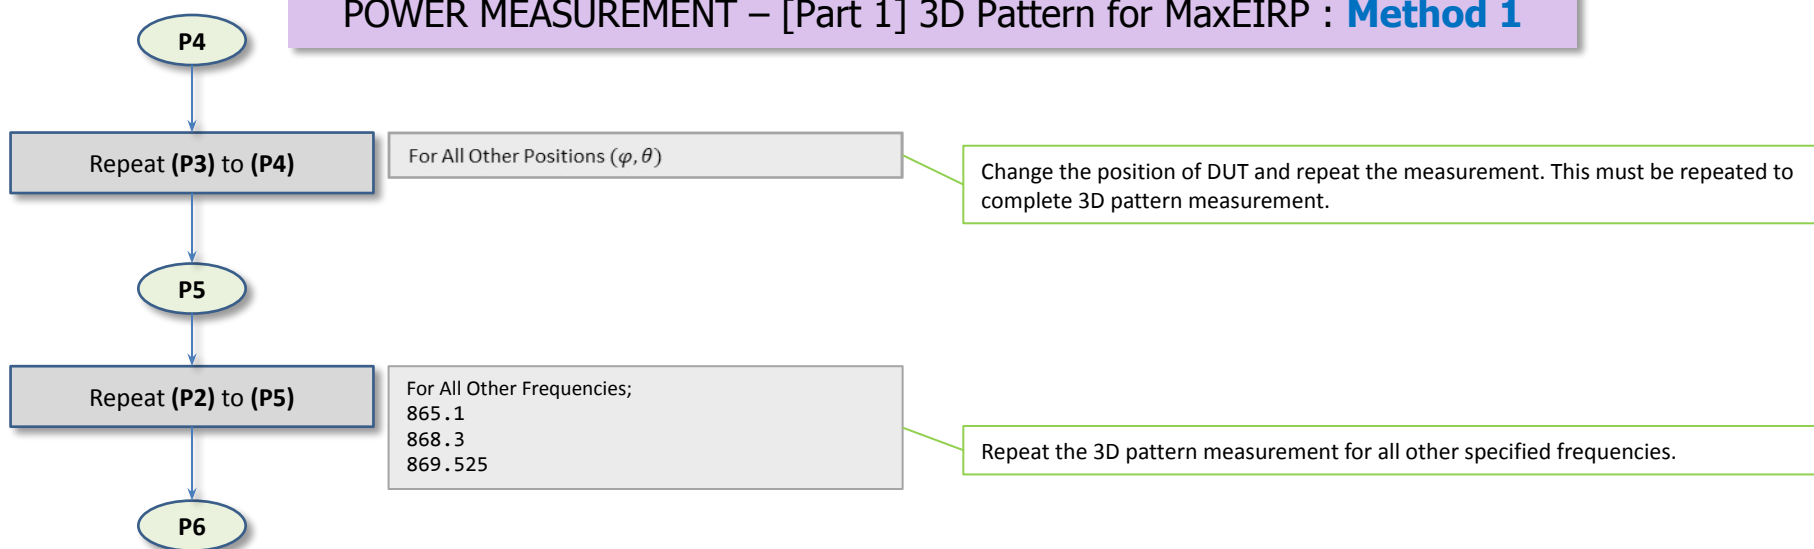 POWER MEASUREMENT – [Part 1] 3D Pattern for MaxEIRP : Method 1
P4
Repeat (P3) to (P4)
For All Other Positions (φ, θ)
Change the position of DUT and repeat the measurement. This must be repeated to
complete 3D pattern measurement.
P5
Repeat (P2) to (P5)
For All Other Frequencies;
865.1
868.3
869.525
Repeat the 3D pattern measurement for all other specified frequencies.
P6